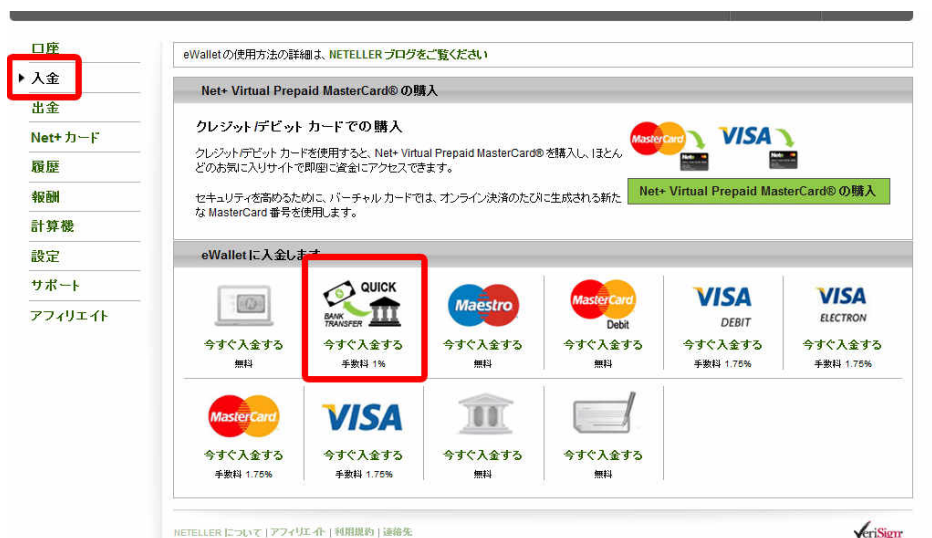 口座
eWalletの使用方法の詳細は、NETELLER ブログをご覧ください
入金
Net+ Virtual Prepaid MasterCard® の購入
出金
Net+ カード
クレジット/デビット カードでの購入
履歴
クレジット/デビット カードを使用すると、Net+ Virtual Prepaid MasterCard® を購入し、ほとん
どのお気に入りサイトで即座に資金にアクセスできます。
MasterCard
VISA
報酬
セキュリティを高めるために、バーチャル カードでは、オンライン決済のたびに生成される新た
な MasterCard 番号を使用します。
Net+ Virtual Prepaid MasterCard® の購入
計算機
設定
サポート
アフィリエイト
eWallet に入金します
QUICK
BANK
TRANSFER
Maestro
MasterCard
Debit
VISA
DEBIT
VISA
ELECTRON
今すぐ入金する 今すぐ入金する 今すぐ入金する 今すぐ入金する 今すぐ入金する 今すぐ入金する
無料 手数料 1% 無料 無料 手数料 1.75% 手数料 1.75%
MasterCard
VISA
今すぐ入金する 今すぐ入金する 今すぐ入金する 今すぐ入金する
手数料 1.75% 手数料 1.75% 無料 無料
NETELLER について | アフィリエイト | 利用規約 | 連絡先
VeriSign